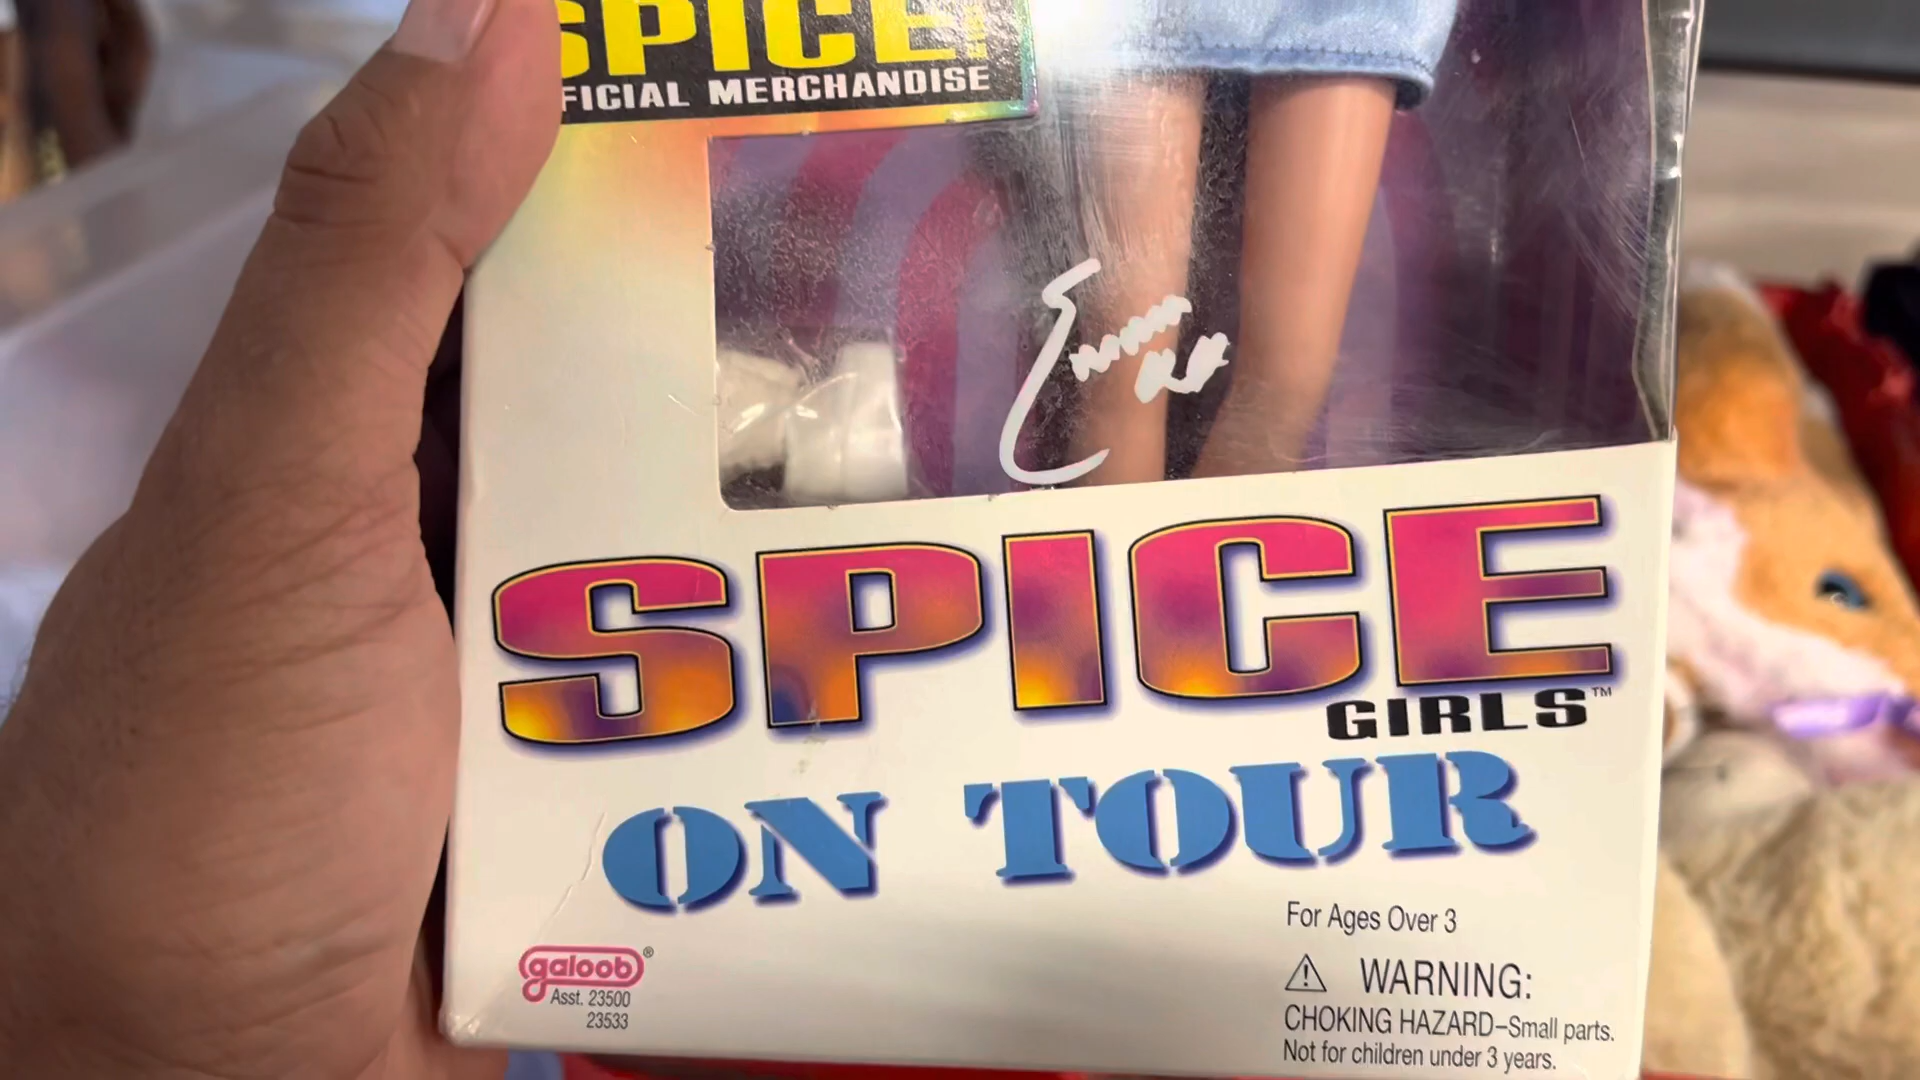 SPICE
FICIAL MERCHANDISE
SPICE
GIRLS™
ON TOUR
For Ages Over 3
galoob®
Asst. 23500
23533
WARNING:
CHOKING HAZARD–Small parts.
Not for children under 3 years.